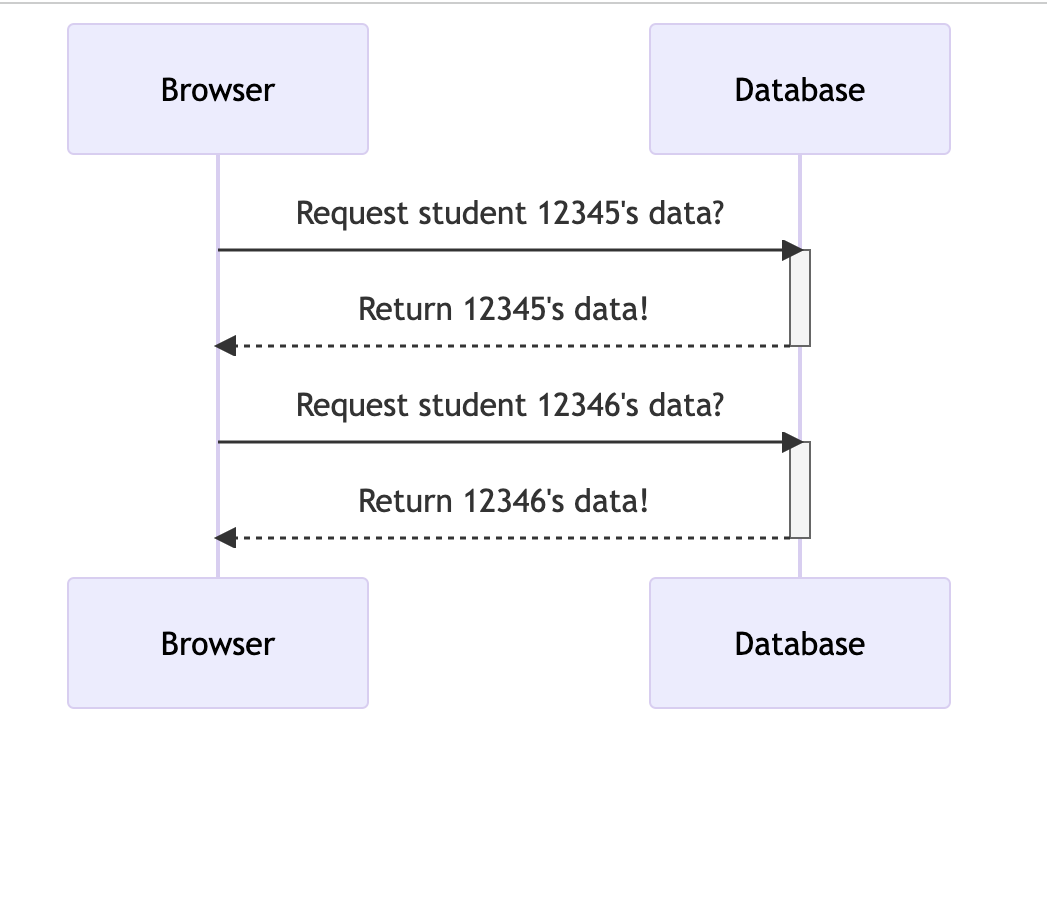 Browser
Database
Request student 12345's data?
Return 12345's data!
Request student 12346's data?
Return 12346's data!
Browser
Database